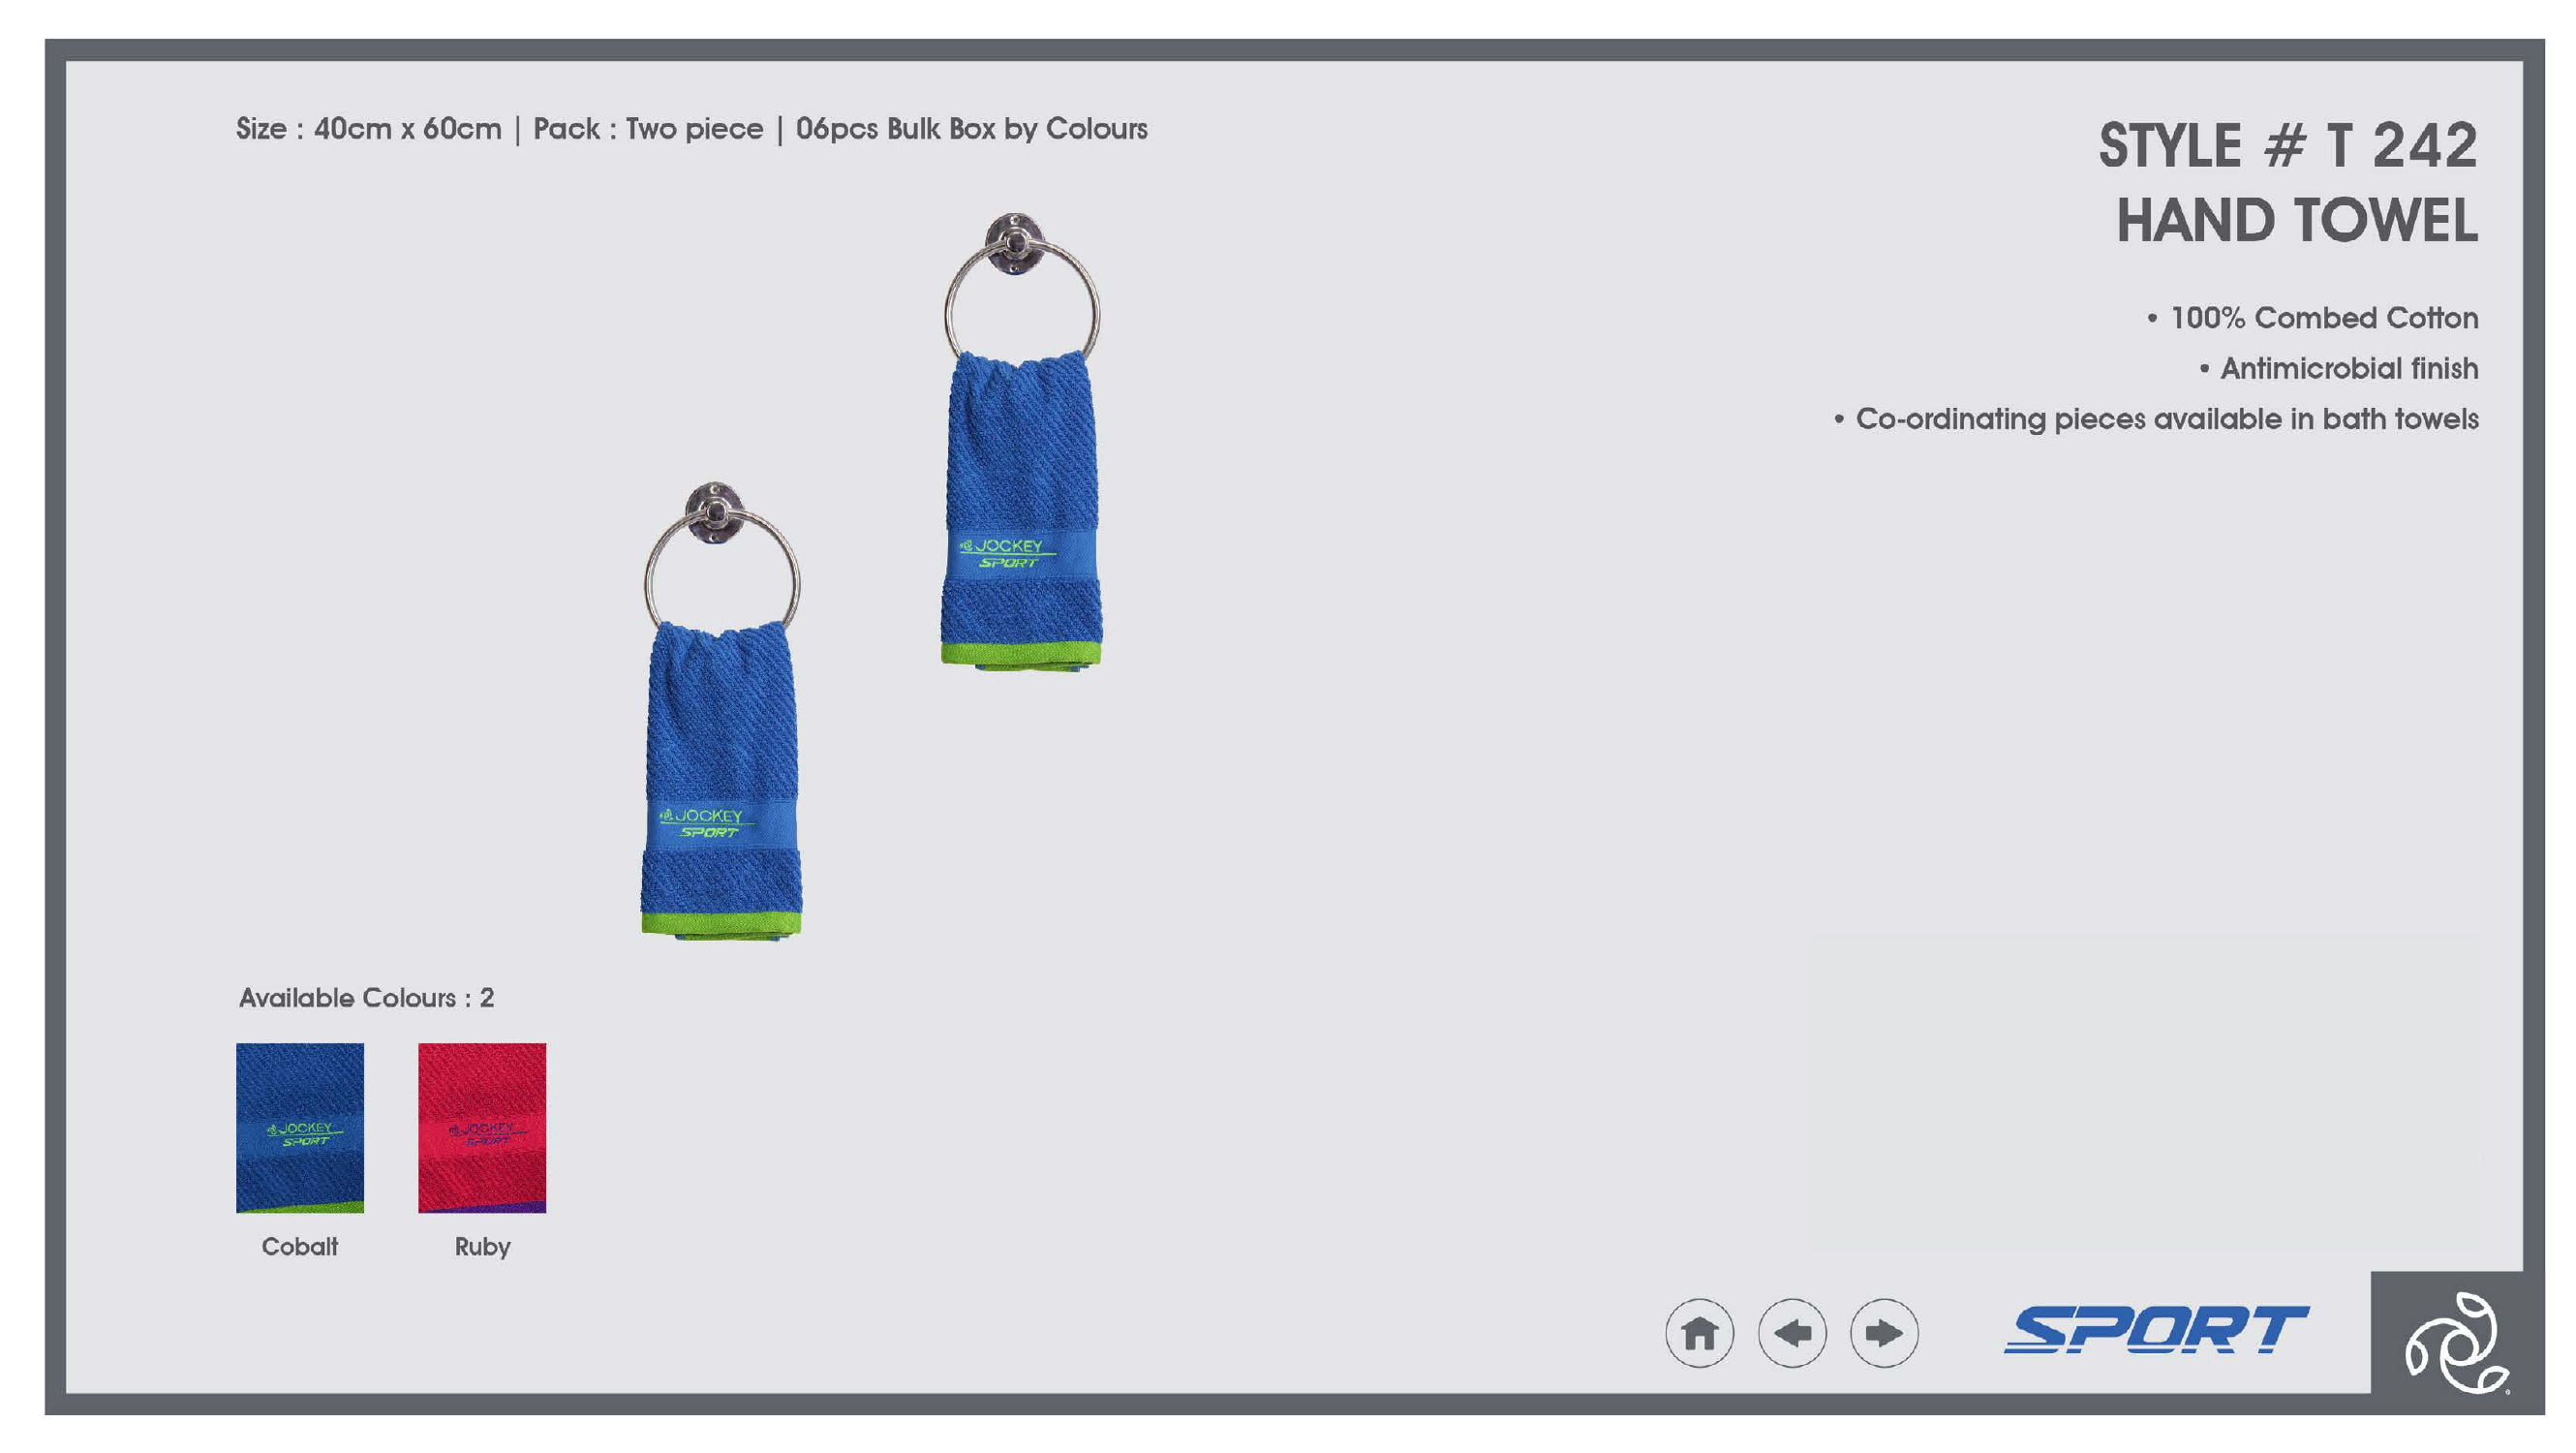 Size : 40cm x 60cm | Pack : Two piece | 06pcs Bulk Box by Colours
STYLE # T 242
HAND TOWEL
• 100% Combed Cotton
• Antimicrobial finish
• Co-ordinating pieces available in bath towels
JOCKEY
SPORT
JOCKEY
SPORT
Available Colours : 2
JOCKEY
SPORT
JOCKEY
SPORT
Cobalt
Ruby
SPORT